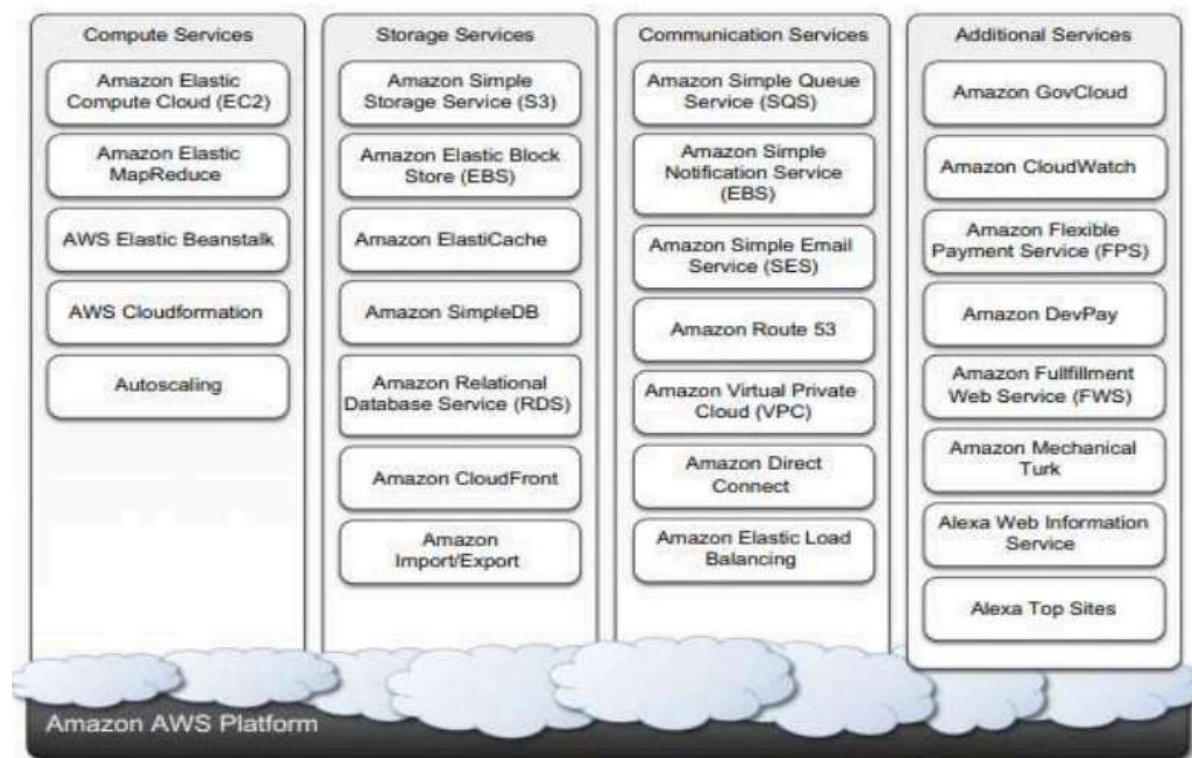 Compute Services
Amazon Elastic
Compute Cloud (EC2)
Amazon Elastic
MapReduce
AWS Elastic Beanstalk
AWS Cloudformation
Autoscaling
Storage Services
Amazon Simple
Storage Service (S3)
Amazon Elastic Block
Store (EBS)
Amazon ElastiCache
Amazon SimpleDB
Amazon Relational
Database Service (RDS)
Amazon CloudFront
Amazon
Import/Export
Communication Services
Amazon Simple Queue
Service (SQS)
Amazon Simple
Notification Service
(EBS)
Amazon Simple Email
Service (SES)
Amazon Route 53
Amazon Virtual Private
Cloud (VPC)
Amazon Direct
Connect
Amazon Elastic Load
Balancing
Additional Services
Amazon GovCloud
Amazon CloudWatch
Amazon Flexible
Payment Service (FPS)
Amazon DevPay
Amazon Fullfillment
Web Service (FWS)
Amazon Mechanical
Turk
Alexa Web Information
Service
Alexa Top Sites
Amazon AWS Platform